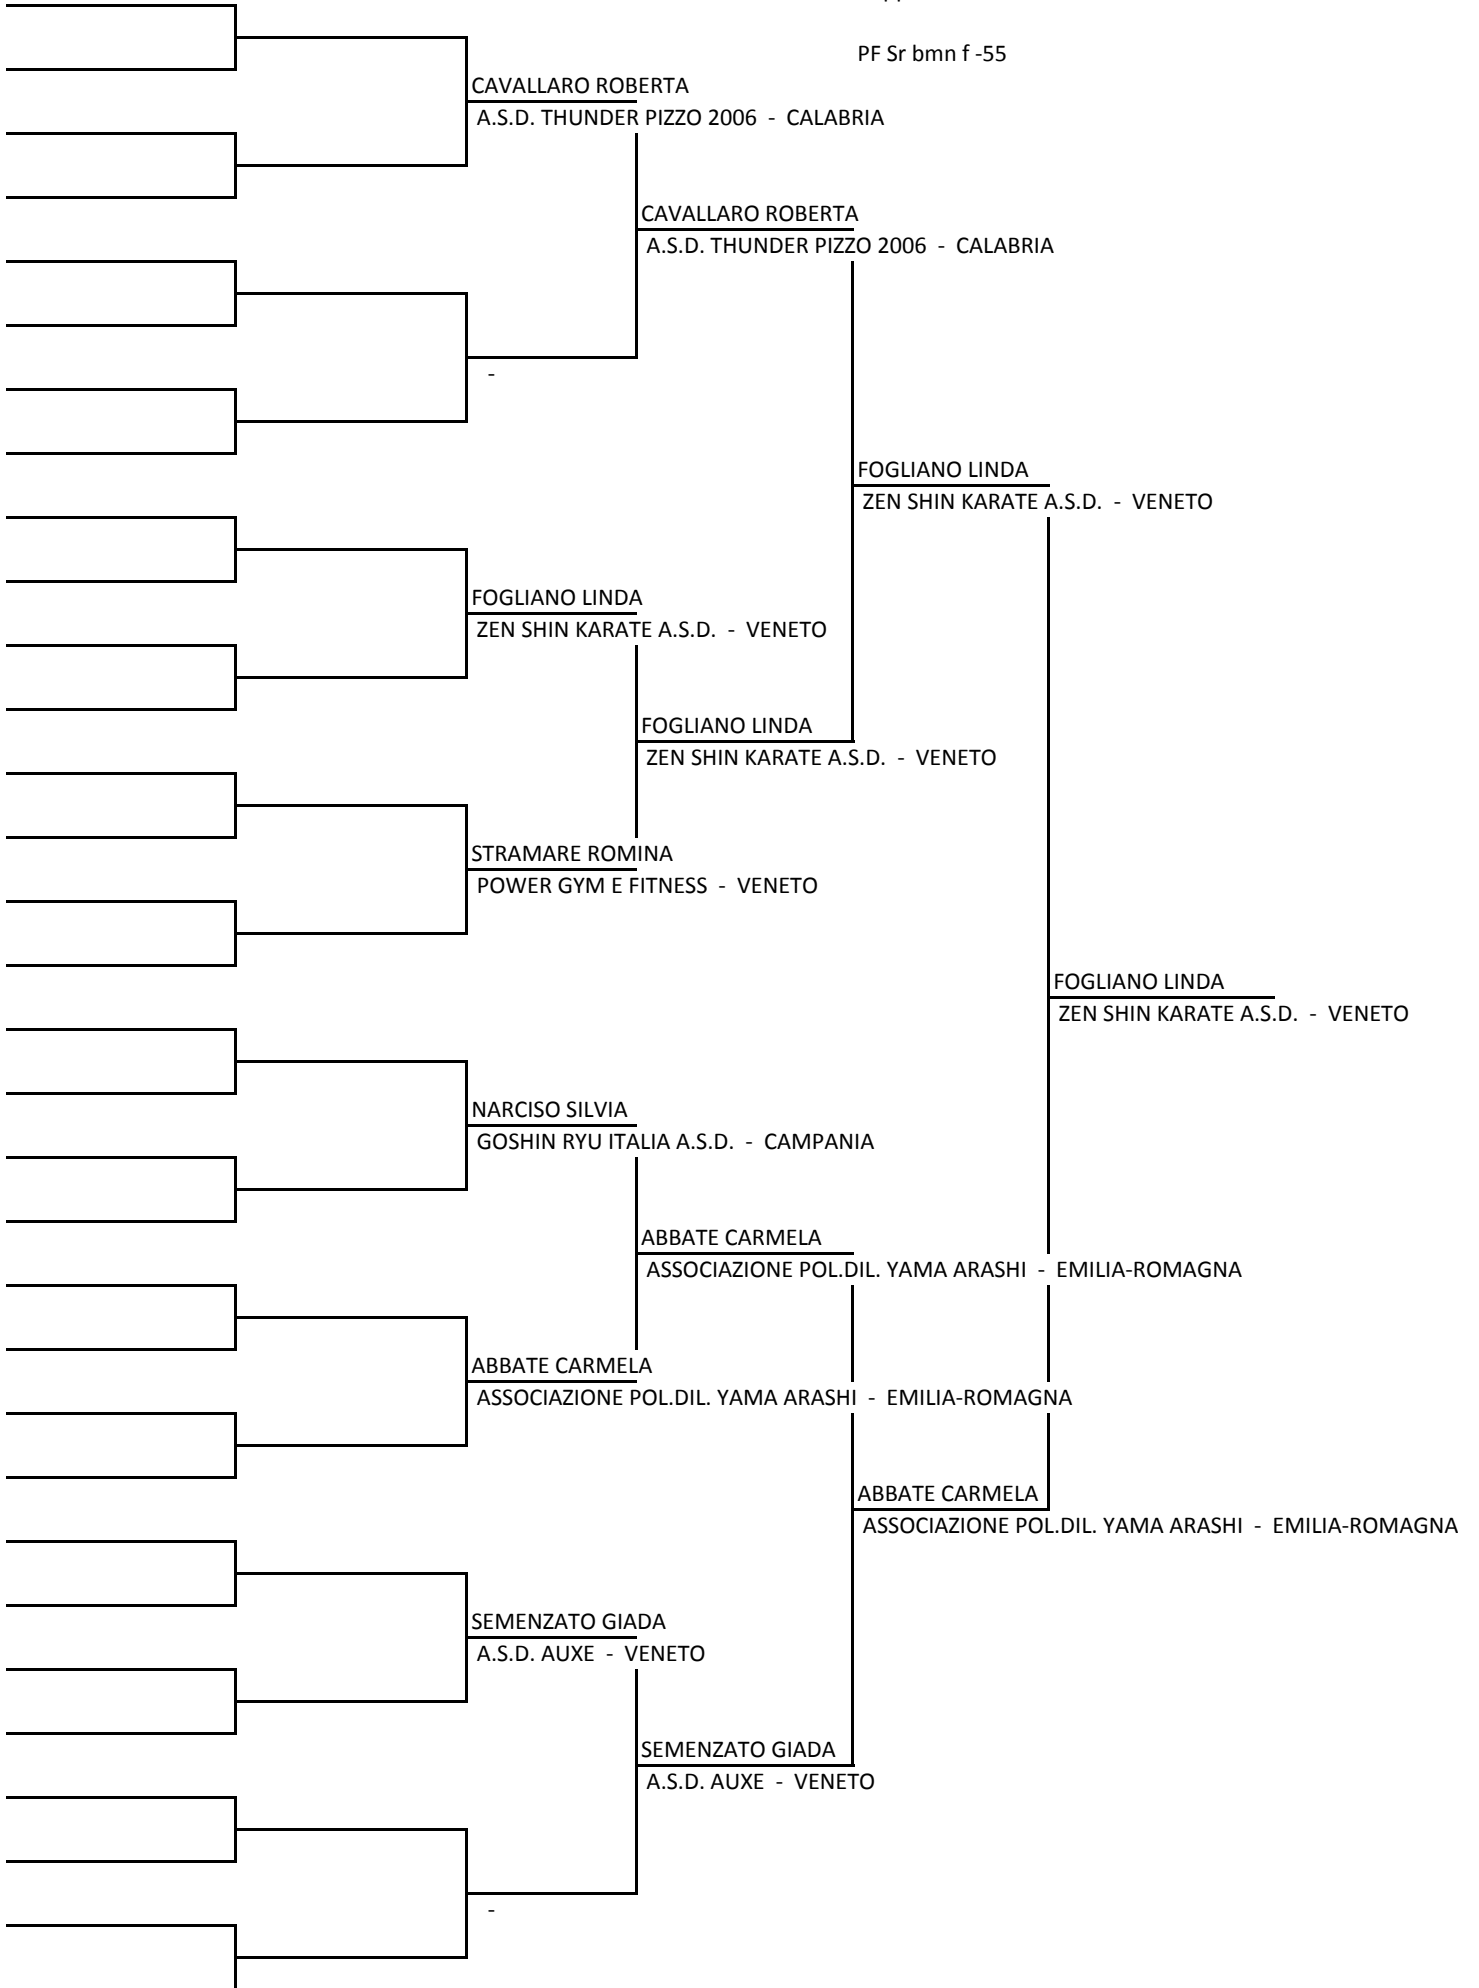 PF Sr bmn f -55
CAVALLARO ROBERTA
A.S.D. THUNDER PIZZO 2006 - CALABRIA
CAVALLARO ROBERTA
A.S.D. THUNDER PIZZO 2006 - CALABRIA
-
FOGLIANO LINDA
ZEN SHIN KARATE A.S.D. - VENETO
FOGLIANO LINDA
ZEN SHIN KARATE A.S.D. - VENETO
FOGLIANO LINDA
ZEN SHIN KARATE A.S.D. - VENETO
STRAMARE ROMINA
POWER GYM E FITNESS - VENETO
FOGLIANO LINDA
ZEN SHIN KARATE A.S.D. - VENETO
NARCISO SILVIA
GOSHIN RYU ITALIA A.S.D. - CAMPANIA
ABBATE CARMELA
ASSOCIAZIONE POL.DIL. YAMA ARASHI - EMILIA-ROMAGNA
ABBATE CARMELA
ASSOCIAZIONE POL.DIL. YAMA ARASHI - EMILIA-ROMAGNA
ABBATE CARMELA
ASSOCIAZIONE POL.DIL. YAMA ARASHI - EMILIA-ROMAGNA
SEMENZATO GIADA
A.S.D. AUXE - VENETO
SEMENZATO GIADA
A.S.D. AUXE - VENETO
-